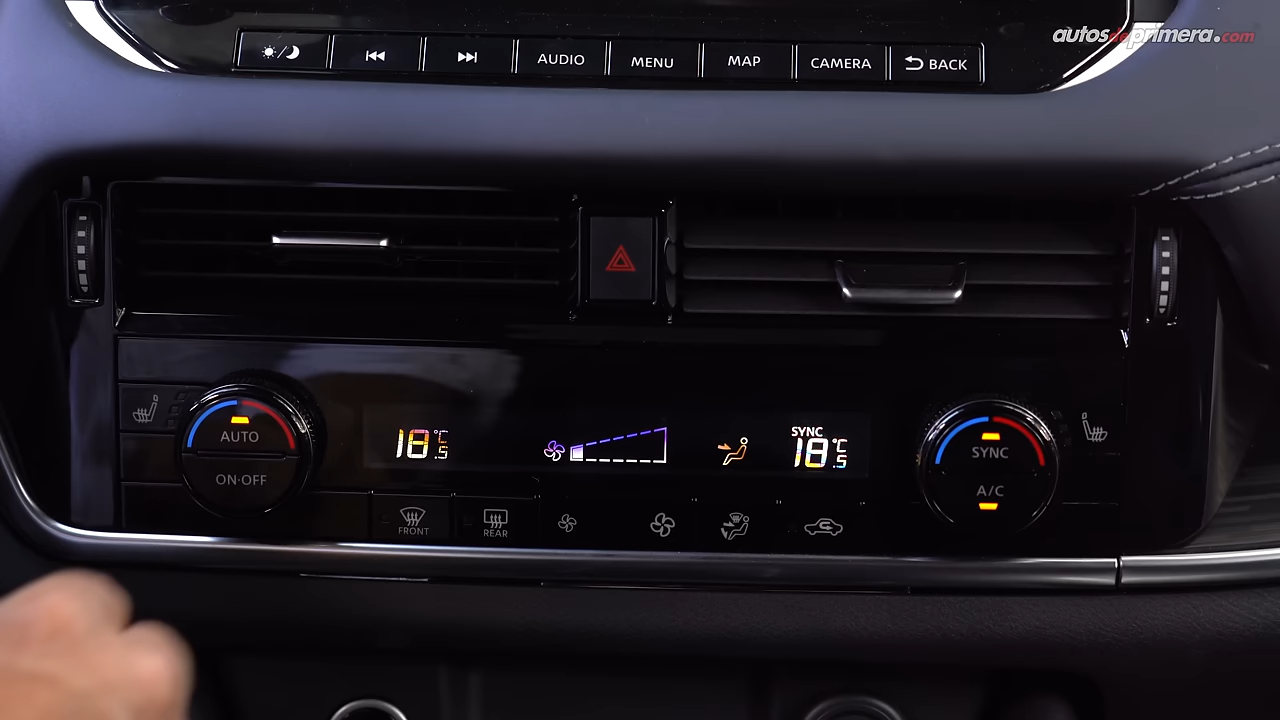 autosdeprimera.com
AUDIO
MENU
MAP
CAMERA
BACK
AUTO
ON·OFF
18.5°C
SYNC
18.5°C
SYNC
A/C
FRONT
REAR